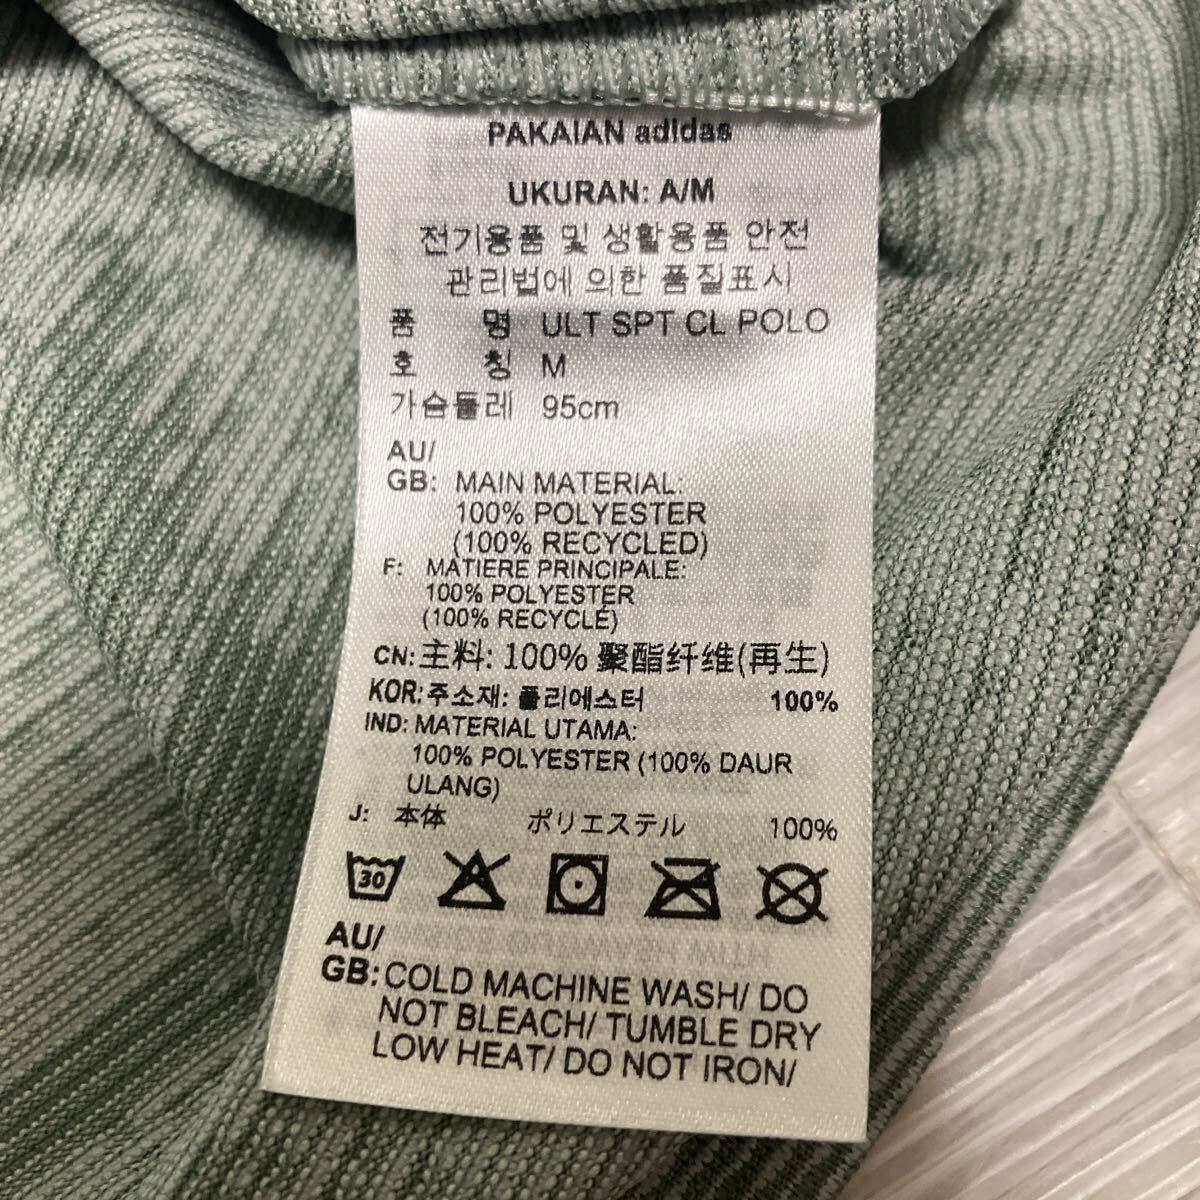 PAKAIAN adidas
UKURAN: A/M
전기용품 및 생활용품 안전
관리법에 의한 품질표시
품 명 ULT SPT CL POLO
호 칭 M
가슴둘레 95cm
AU/
GB: MAIN MATERIAL:
100% POLYESTER
(100% RECYCLED)
F: MATIERE PRINCIPALE:
100% POLYESTER
(100% RECYCLÉ)
CN: 主料: 100% 聚酯纤维(再生)
KOR: 주소재: 폴리에스터 100%
IND: MATERIAL UTAMA:
100% POLYESTER (100% DAUR
ULANG)
J: 本体 ポリエステル 100%
30
AU/
GB: COLD MACHINE WASH/ DO
NOT BLEACH/ TUMBLE DRY
LOW HEAT/ DO NOT IRON/